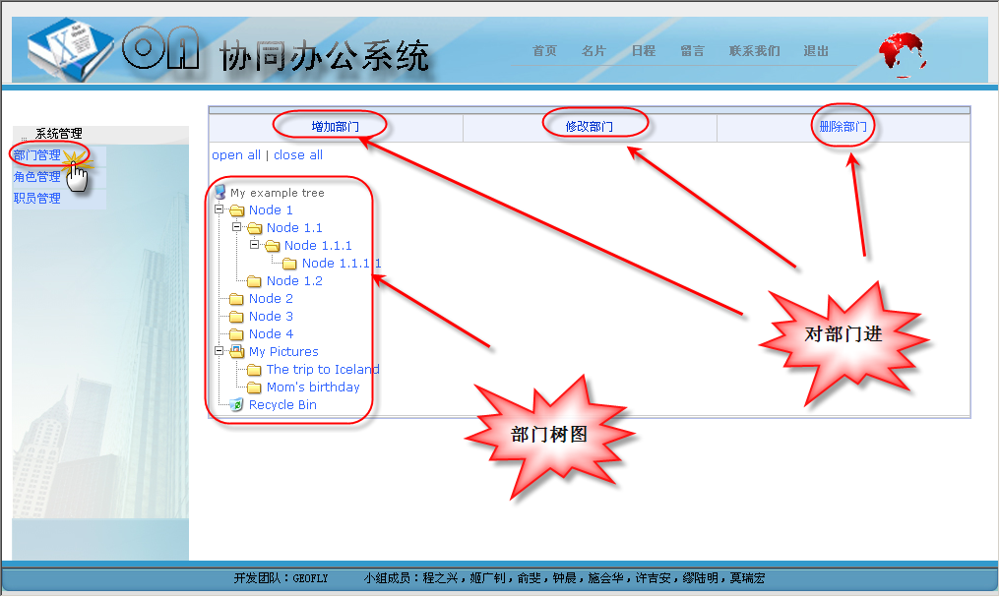 OA 协同办公系统
首页 名片 日程 留言 联系我们 退出
系统管理
部门管理
角色管理
职员管理
增加部门 修改部门 删除部门
open all | close all
My example tree
Node 1
Node 1.1
Node 1.1.1
Node 1.1.1.1
Node 1.2
Node 2
Node 3
Node 4
My Pictures
The trip to Iceland
Mom's birthday
Recycle Bin
对部门进
部门树图
开发团队：GEOFLY 小组成员：程之兴，姬广钊，俞斐，钟晨，施会华，许吉安，缪陆明，莫瑞宏